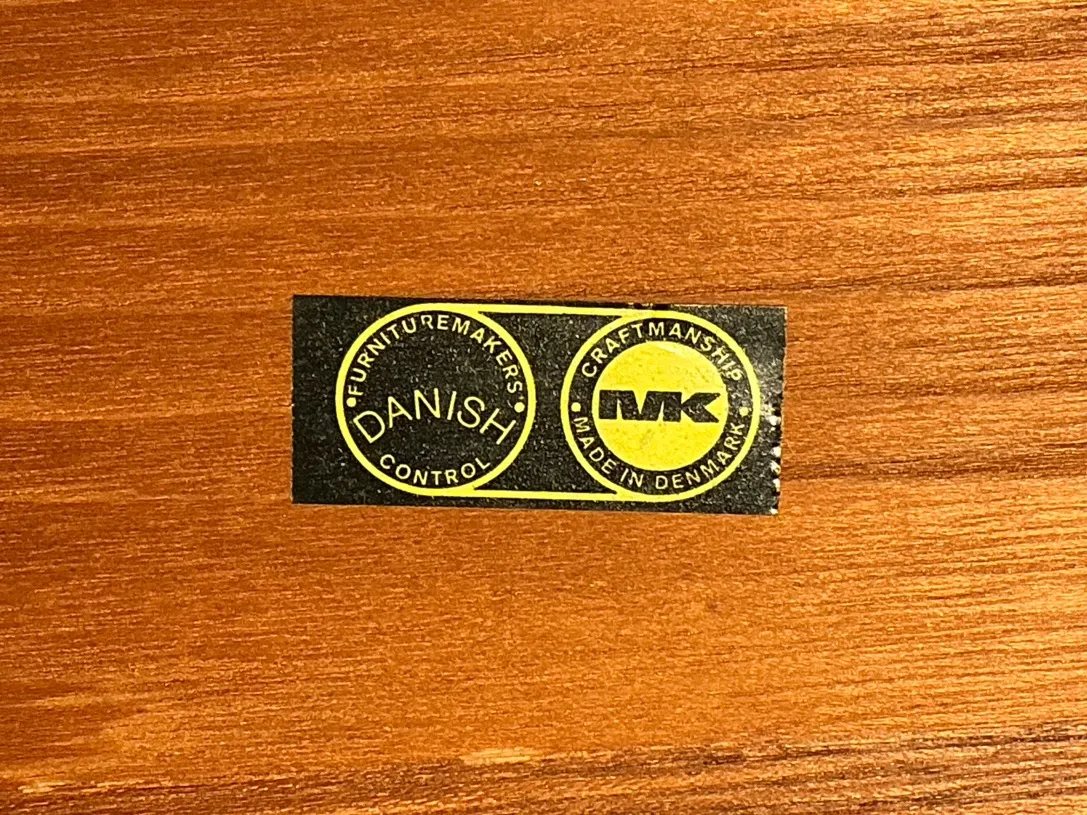 FURNITUREMAKERS'
DANISH
CONTROL
CRAFTMANSHIP
MK
MADE IN DENMARK